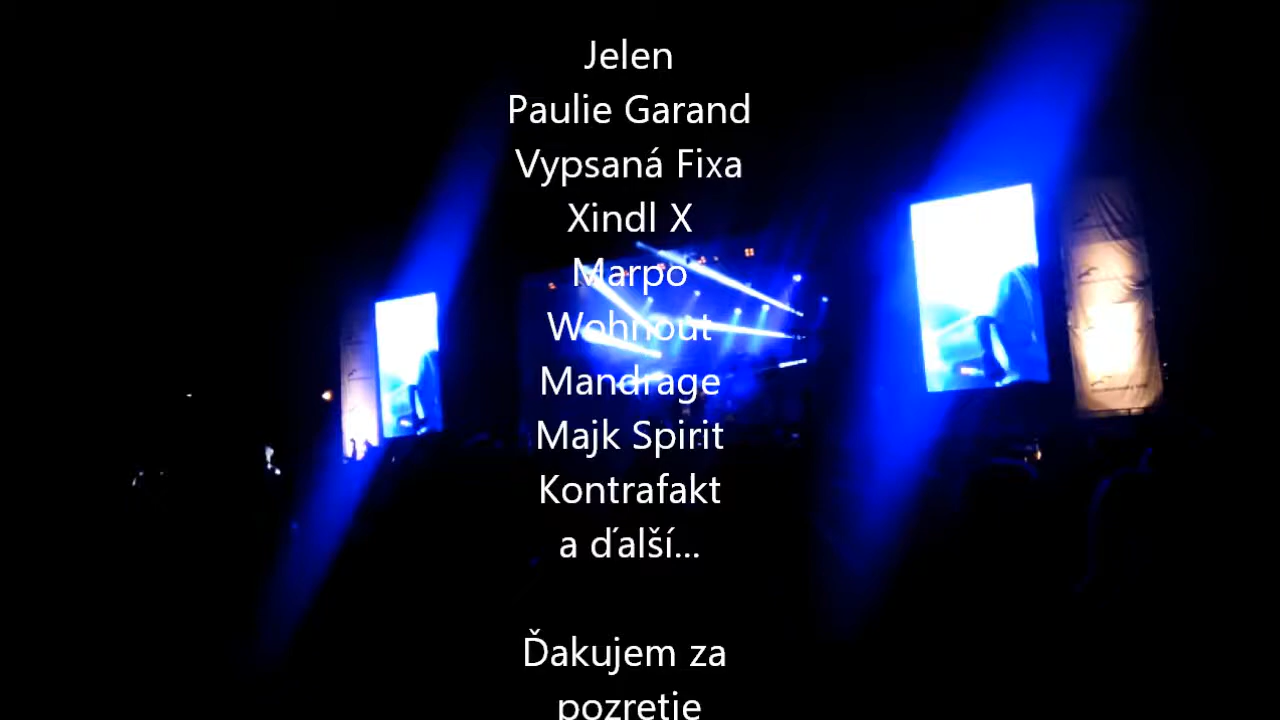 Jelen
Paulie Garand
Vypsaná Fixa
Xindl X
Marpo
Wohnout
Mandrage
Majk Spirit
Kontrafakt
a ďalší...
Ďakujem za
pozretie